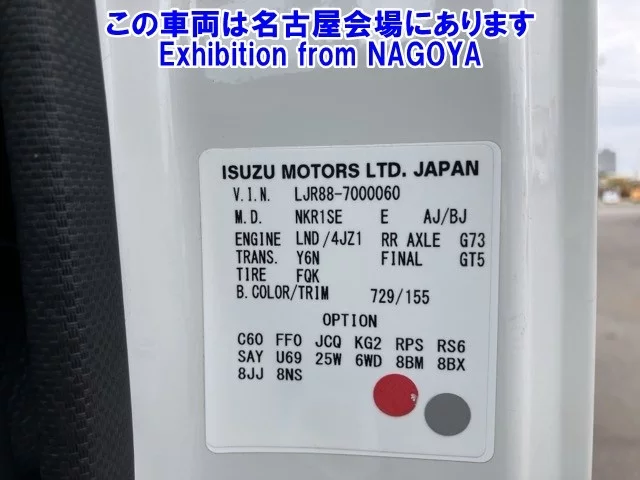 この車両は名古屋会場にあります
Exhibition from NAGOYA
ISUZU MOTORS LTD. JAPAN
V.I.N. LJR88-7000060
M.D. NKR1SE E AJ/BJ
ENGINE LND/4JZ1 RR AXLE G73
TRANS. Y6N FINAL GT5
TIRE FQK
B.COLOR/TRIM 729/155
OPTION
C60 FF0 JCQ KG2 RPS RS6
SAY U69 25W 6WD 8BM 8BX
8JJ 8NS